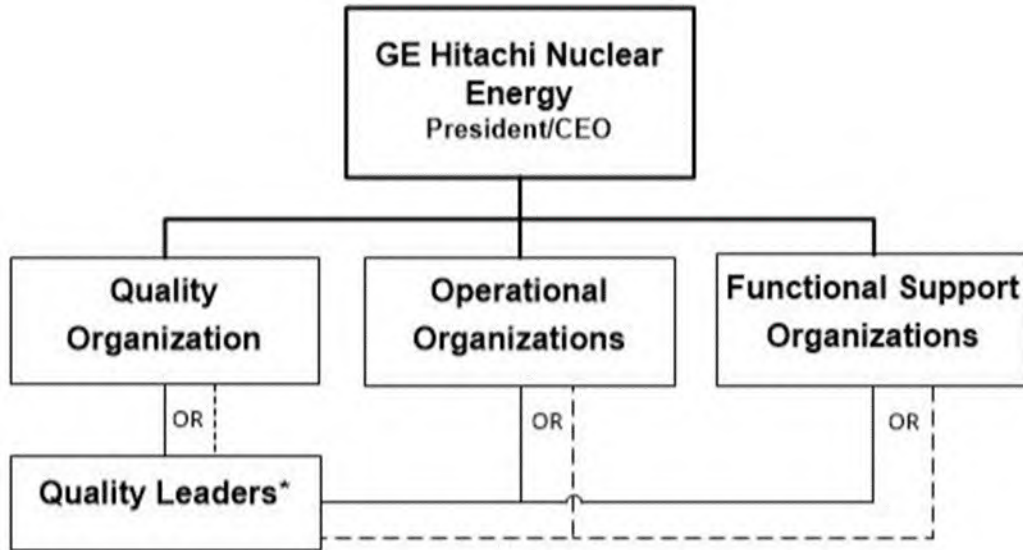 GE Hitachi Nuclear
Energy
President/CEO
Quality
Organization
Operational
Organizations
Functional Support
Organizations
OR
OR
OR
Quality Leaders*